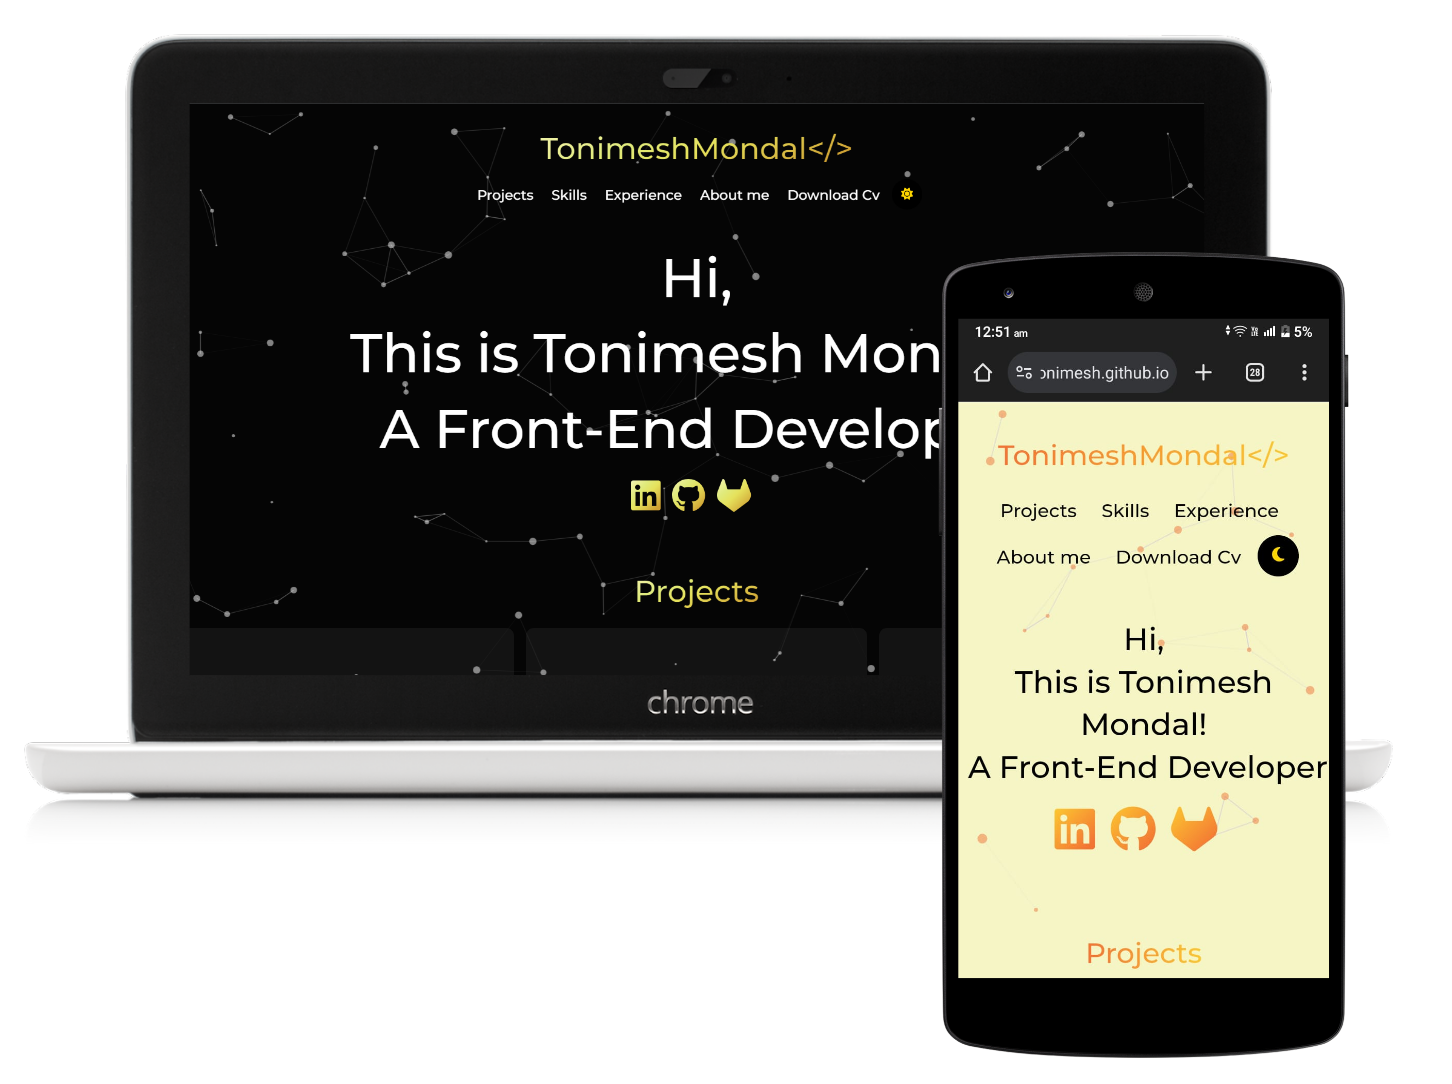 TonimeshMondal</>
Projects Skills Experience About me Download Cv
Hi,
This is Tonimesh Mon
A Front-End Develop
in
Projects
chrome
12:51 am 5%
onimesh.github.io 28
TonimeshMondal</>
Projects Skills Experience
About me Download Cv
Hi,
This is Tonimesh
Mondal!
A Front-End Developer
in
Projects